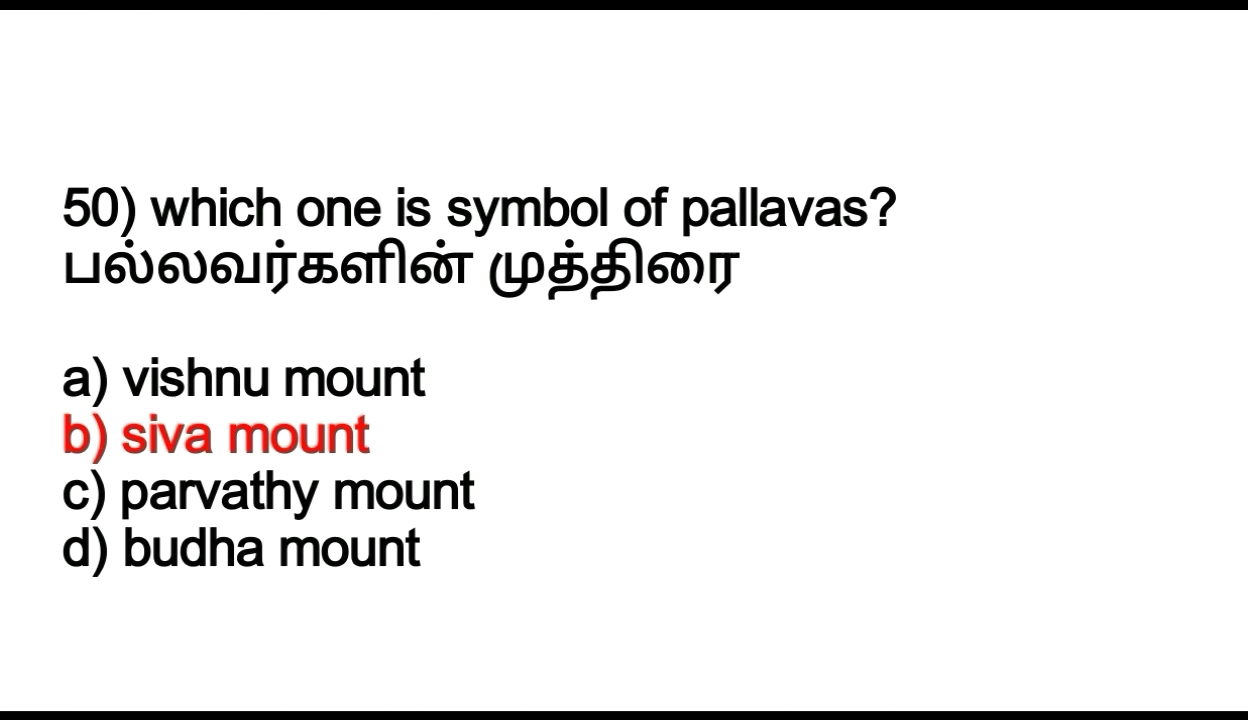 50) which one is symbol of pallavas?
பல்லவர்களின் முத்திரை
a) vishnu mount
b) siva mount
c) parvathy mount
d) budha mount